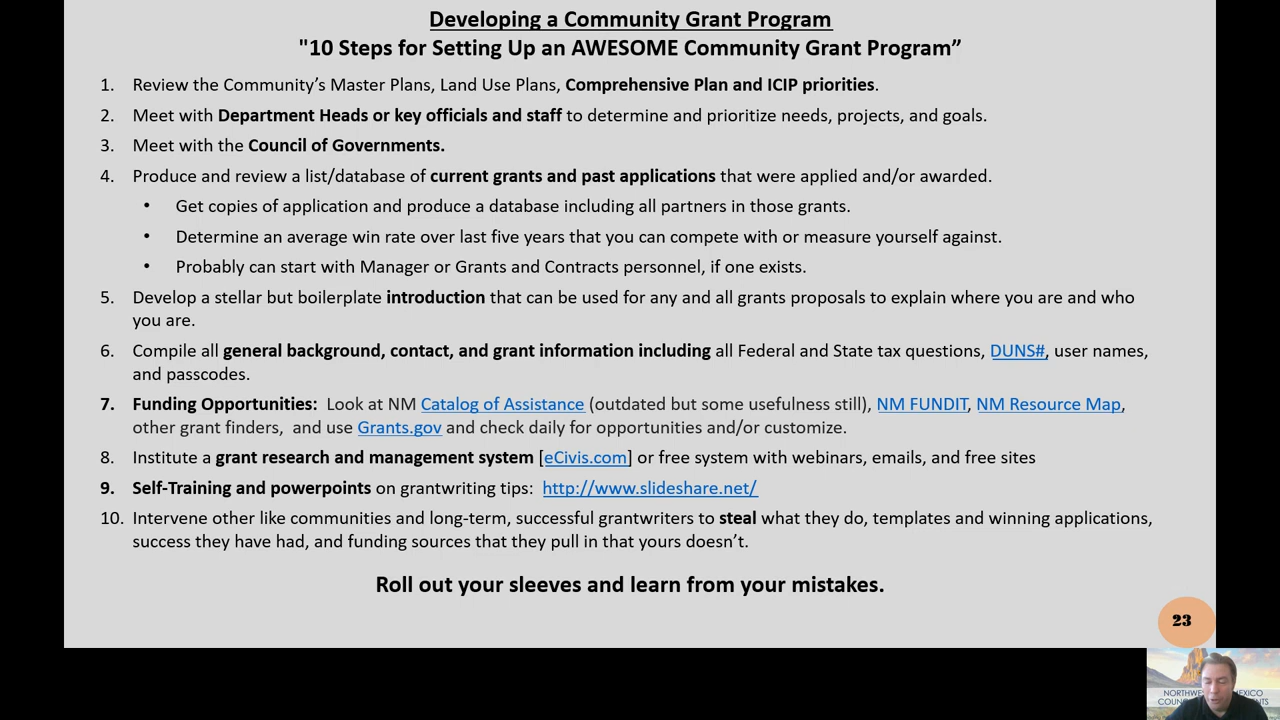 Developing a Community Grant Program
"10 Steps for Setting Up an AWESOME Community Grant Program”
1. Review the Community’s Master Plans, Land Use Plans, Comprehensive Plan and ICIP priorities.
2. Meet with Department Heads or key officials and staff to determine and prioritize needs, projects, and goals.
3. Meet with the Council of Governments.
4. Produce and review a list/database of current grants and past applications that were applied and/or awarded.
• Get copies of application and produce a database including all partners in those grants.
• Determine an average win rate over last five years that you can compete with or measure yourself against.
• Probably can start with Manager or Grants and Contracts personnel, if one exists.
5. Develop a stellar but boilerplate introduction that can be used for any and all grants proposals to explain where you are and who
you are.
6. Compile all general background, contact, and grant information including all Federal and State tax questions, DUNS#, user names,
and passcodes.
7. Funding Opportunities: Look at NM Catalog of Assistance (outdated but some usefulness still), NM FUNDIT, NM Resource Map,
other grant finders, and use Grants.gov and check daily for opportunities and/or customize.
8. Institute a grant research and management system [eCivis.com] or free system with webinars, emails, and free sites
9. Self-Training and powerpoints on grantwriting tips: http://www.slideshare.net/
10. Intervene other like communities and long-term, successful grantwriters to steal what they do, templates and winning applications,
success they have had, and funding sources that they pull in that yours doesn’t.
Roll out your sleeves and learn from your mistakes.
23